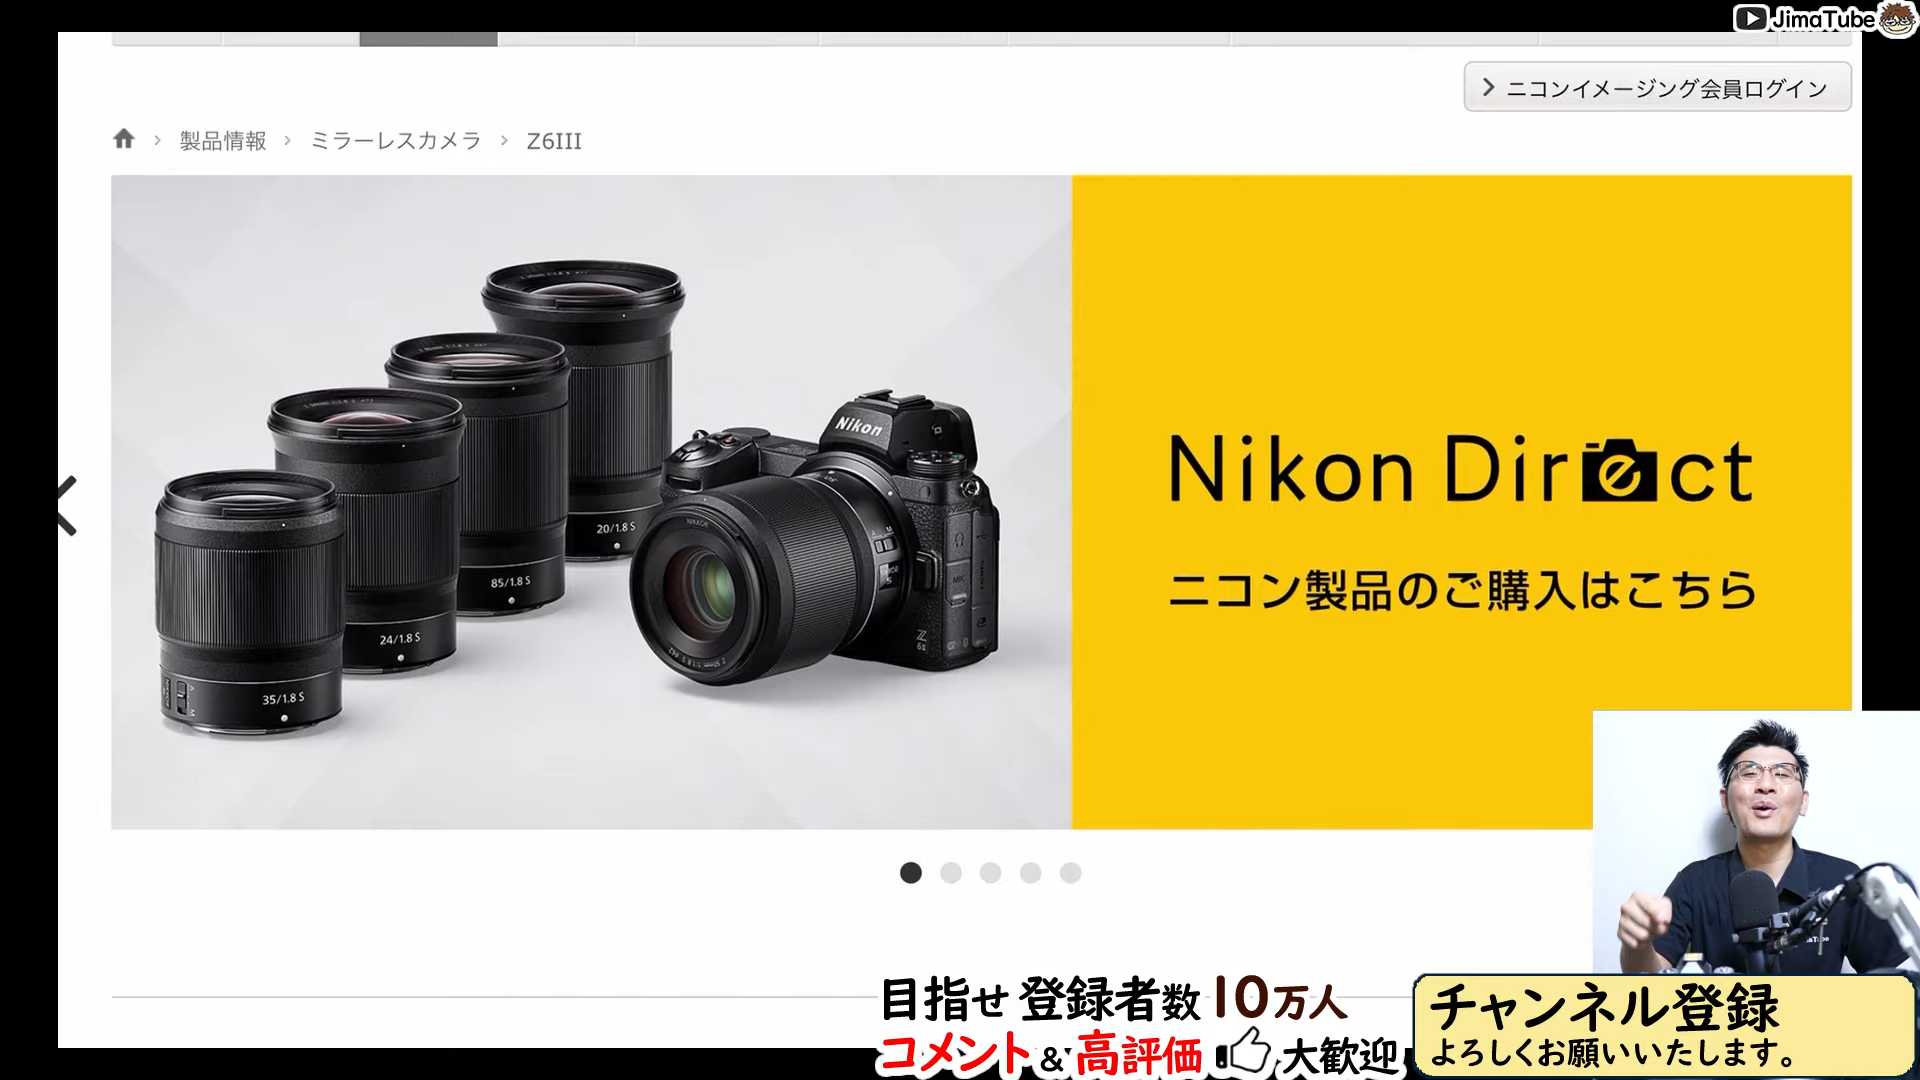 JimaTube
ニコンイメージング会員ログイン
製品情報 ミラーレスカメラ Z6III
Nikon
20/1.8 S
85/1.8 S
24/1.8 S
35/1.8 S
NIKKOR
Nikon Direct
ニコン製品のご購入はこちら
目指せ 登録者数 10万人
コメント & 高評価 大歓迎
チャンネル登録
よろしくお願いいたします。